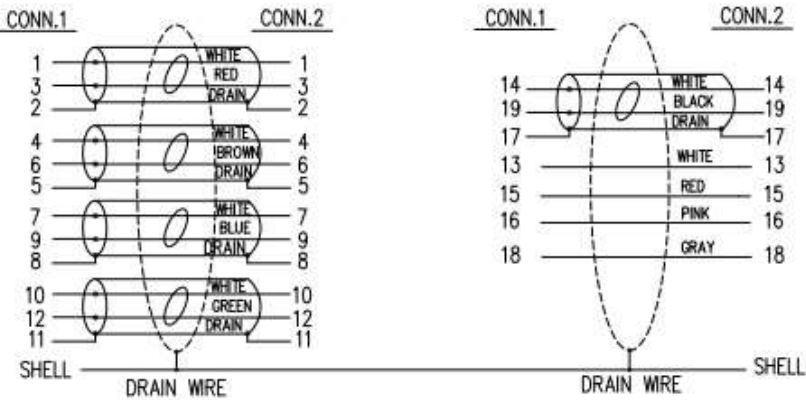 CONN.1 CONN.2 CONN.1 CONN.2
1 WHITE 1
3 RED 3
2 DRAIN 2
4 WHITE 4
6 BROWN 6
5 DRAIN 5
7 WHITE 7
9 BLUE 9
8 DRAIN 8
10 WHITE 10
12 GREEN 12
11 DRAIN 11
14 WHITE 14
19 BLACK 19
17 DRAIN 17
13 WHITE 13
15 RED 15
16 PINK 16
18 GRAY 18
SHELL SHELL
DRAIN WIRE DRAIN WIRE